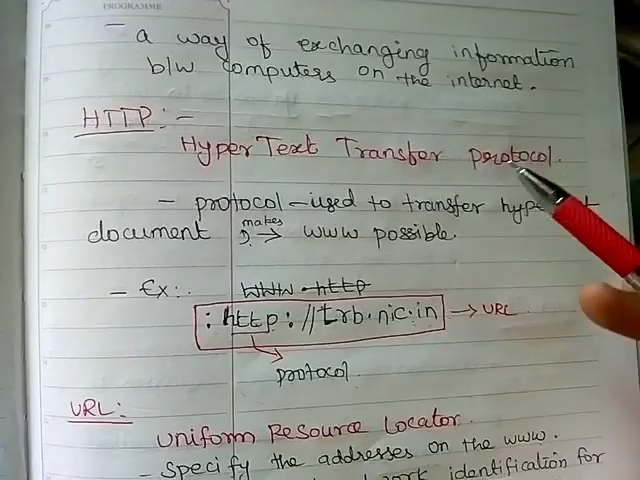 PROGRAMME
- a way of exchanging information
b/w computers on the internet.
HTTP:-
HyperText Transfer protocol.
- protocol - used to transfer
document makes → www possible.
- Ex:. www http
: http://trb.nic.in → URL
protocol.
URL:
Uniform Resource Locator.
- specify the addresses on the www.
identification for